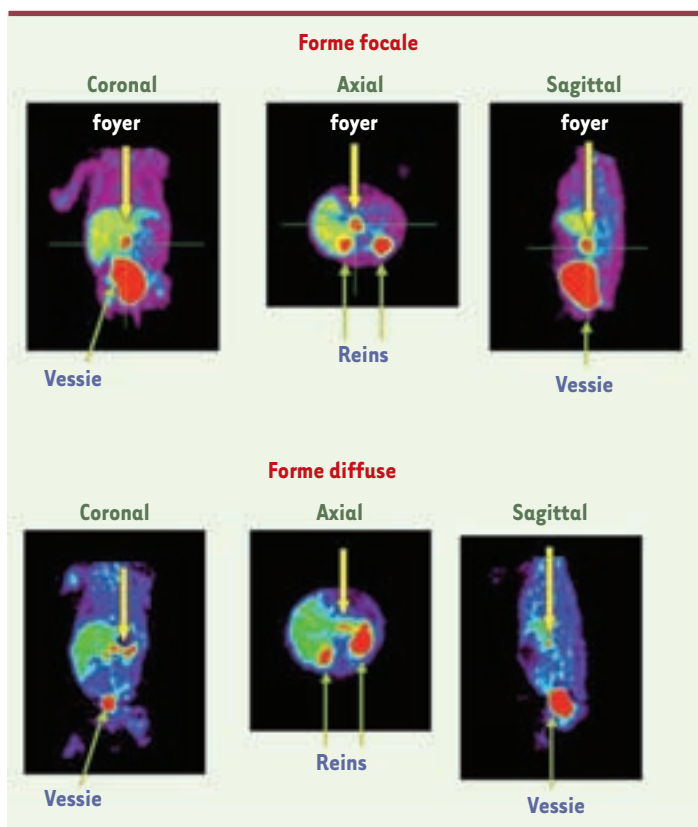 Forme focale
Coronal Axial Sagittal
foyer foyer foyer
Reins
Vessie Vessie
Forme diffuse
Coronal Axial Sagittal
Reins
Vessie Vessie